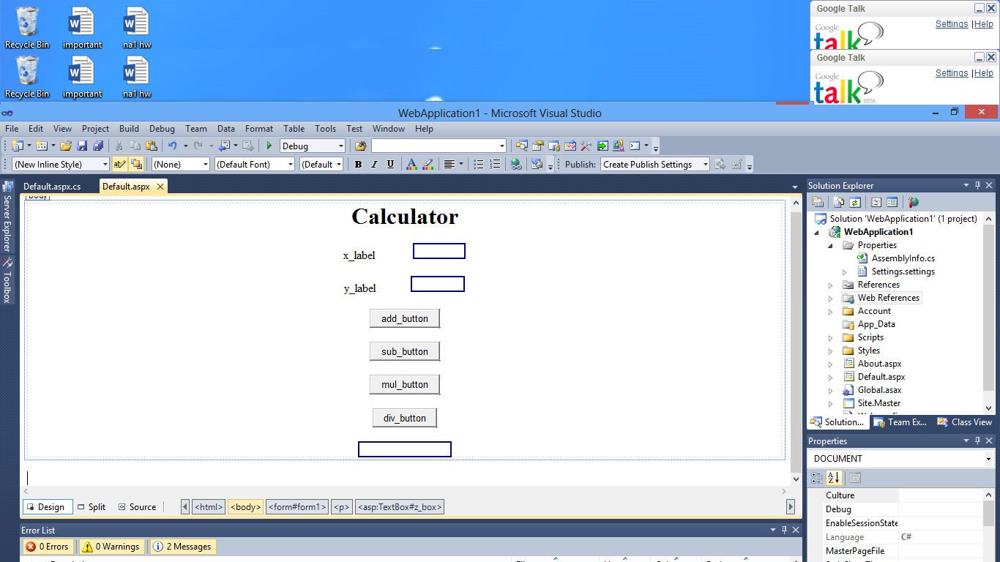 Recycle Bin important na1 hw
Recycle Bin important na1 hw
Google Talk
Settings | Help
Google
talk
Google Talk
Settings | Help
Google
talk
BETA
WebApplication1 - Microsoft Visual Studio
File Edit View Project Build Debug Team Data Format Table Tools Test Window Help
Debug
(New Inline Style) (None) (Default Font) (Default B I U A Publish: Create Publish Settings
Server Explorer
Toolbox
Default.aspx.cs Default.aspx
Body
Calculator
x_label
y_label
add_button
sub_button
mul_button
div_button
Design Split Source <html> <body> <form#form1> <p> <asp:TextBox#z_box>
Error List
0 Errors 0 Warnings 2 Messages
Solution Explorer
Solution 'WebApplication1' (1 project)
WebApplication1
Properties
AssemblyInfo.cs
Settings.settings
References
Web References
Account
App_Data
Scripts
Styles
About.aspx
Default.aspx
Global.asax
Site.Master
Solution... Team Ex... Class View
Properties
DOCUMENT
Culture
Debug
EnableSessionState
Language C#
MasterPageFile